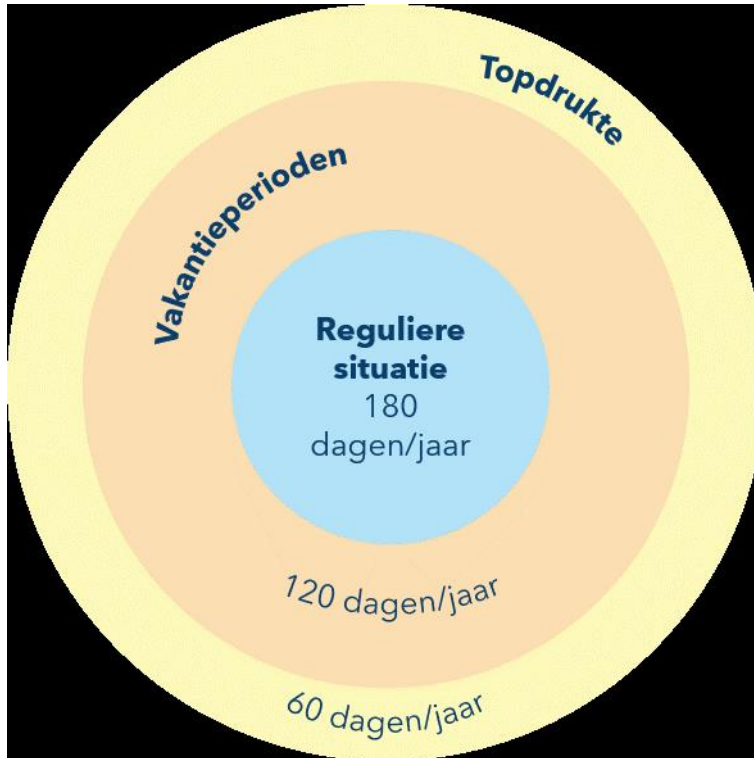 Topdrukte
Vakantieperioden
Reguliere
situatie
180
dagen/jaar
120 dagen/jaar
60 dagen/jaar